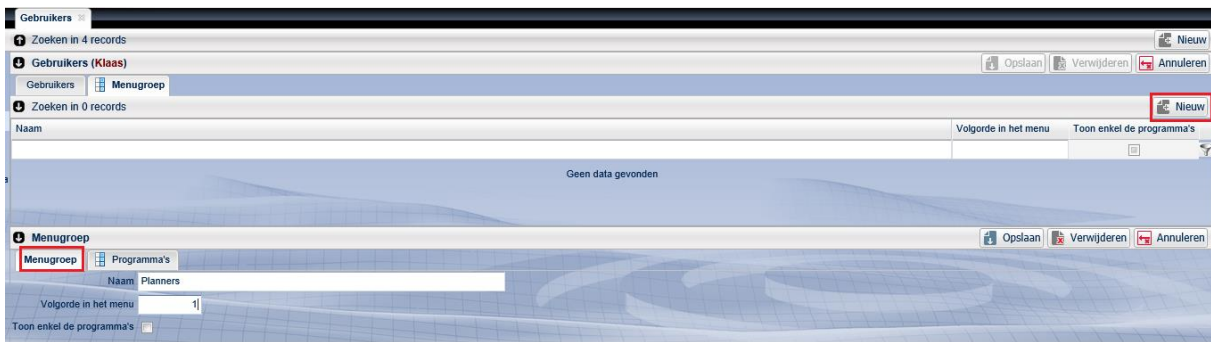 Gebruikers
Zoeken in 4 records Nieuw
Gebruikers (Klaas) Opslaan Verwijderen Annuleren
Gebruikers Menugroep
Zoeken in 0 records Nieuw
Naam Volgorde in het menu Toon enkel de programma's
Geen data gevonden
Menugroep Opslaan Verwijderen Annuleren
Menugroep Programma's
Naam Planners
Volgorde in het menu 1
Toon enkel de programma's